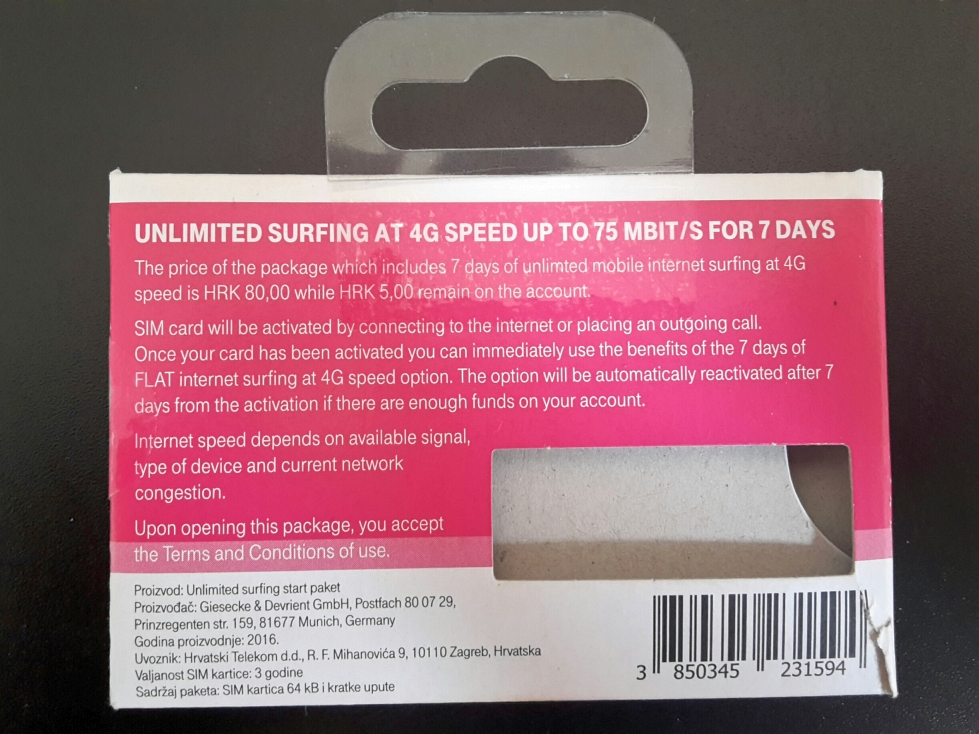 UNLIMITED SURFING AT 4G SPEED UP TO 75 MBIT/S FOR 7 DAYS
The price of the package which includes 7 days of unlimted mobile internet surfing at 4G
speed is HRK 80,00 while HRK 5,00 remain on the account.
SIM card will be activated by connecting to the internet or placing an outgoing call.
Once your card has been activated you can immediately use the benefits of the 7 days of
FLAT internet surfing at 4G speed option. The option will be automatically reactivated after 7
days from the activation if there are enough funds on your account.
Internet speed depends on available signal,
type of device and current network
congestion.
Upon opening this package, you accept
the Terms and Conditions of use.
Proizvod: Unlimited surfing start paket
Proizvođač: Giesecke & Devrient GmbH, Postfach 80 07 29,
Prinzregenten str. 159, 81677 Munich, Germany
Godina proizvodnje: 2016.
Uvoznik: Hrvatski Telekom d.d., R. F. Mihanovića 9, 10110 Zagreb, Hrvatska
Valjanost SIM kartice: 3 godine
Sadržaj paketa: SIM kartica 64 kB i kratke upute
3 850345 231594